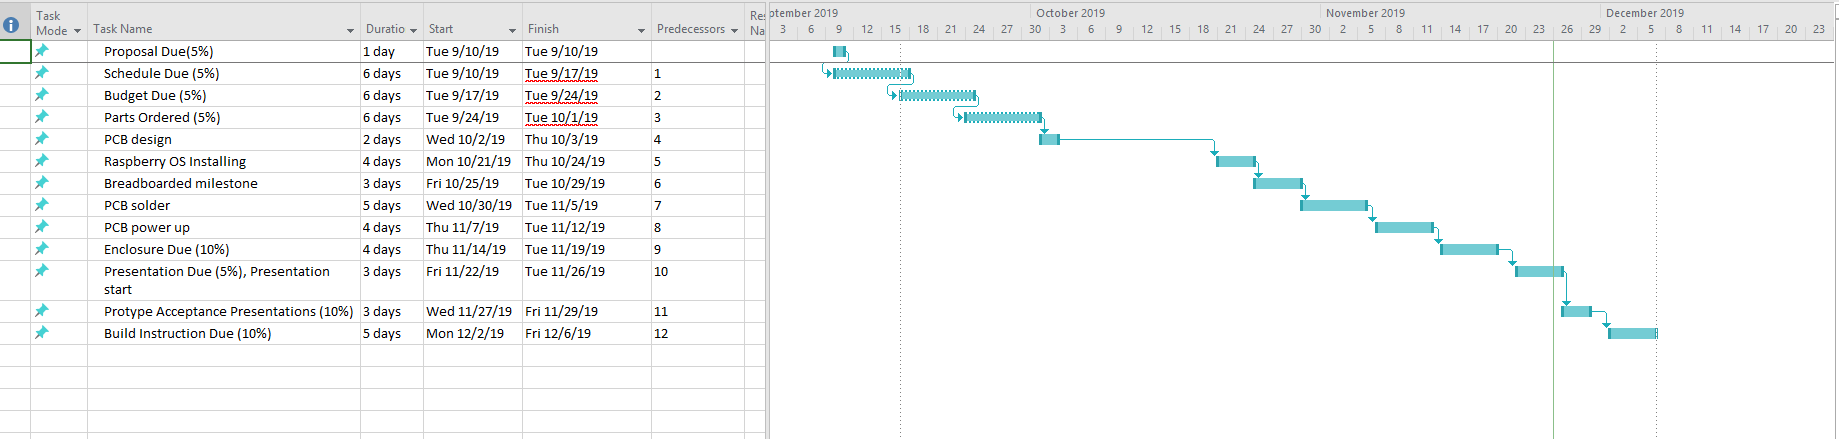 ptember 2019 October 2019 November 2019 December 2019
Task Mode Task Name Duratio Start Finish Predecessors Re Na
3 6 9 12 15 18 21 24 27 30 3 6 9 12 15 18 21 24 27 30 2 5 8 11 14 17 20 23 26 29 2 5 8 11 14 17 20 23
Proposal Due(5%) 1 day Tue 9/10/19 Tue 9/10/19
Schedule Due (5%) 6 days Tue 9/10/19 Tue 9/17/19 1
Budget Due (5%) 6 days Tue 9/17/19 Tue 9/24/19 2
Parts Ordered (5%) 6 days Tue 9/24/19 Tue 10/1/19 3
PCB design 2 days Wed 10/2/19 Thu 10/3/19 4
Raspberry OS Installing 4 days Mon 10/21/19 Thu 10/24/19 5
Breadboarded milestone 3 days Fri 10/25/19 Tue 10/29/19 6
PCB solder 5 days Wed 10/30/19 Tue 11/5/19 7
PCB power up 4 days Thu 11/7/19 Tue 11/12/19 8
Enclosure Due (10%) 4 days Thu 11/14/19 Tue 11/19/19 9
Presentation Due (5%), Presentation 3 days Fri 11/22/19 Tue 11/26/19 10
start
Protype Acceptance Presentations (10%) 3 days Wed 11/27/19 Fri 11/29/19 11
Build Instruction Due (10%) 5 days Mon 12/2/19 Fri 12/6/19 12